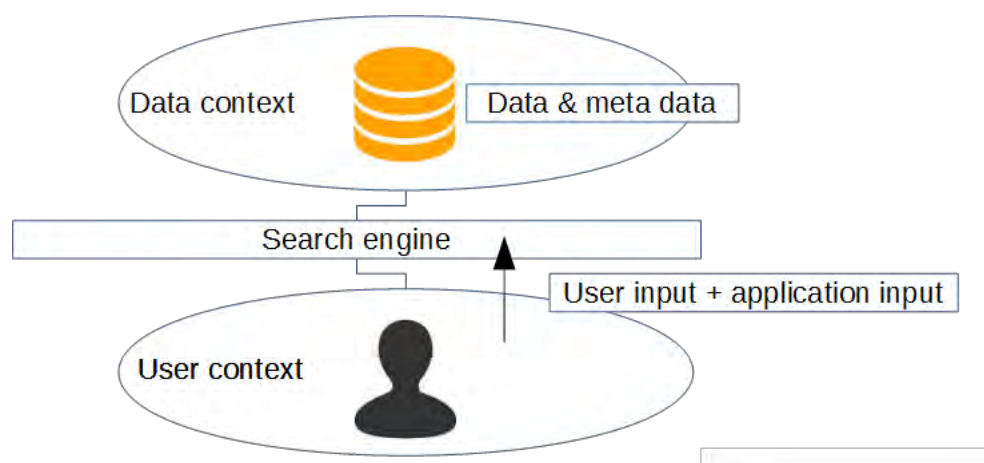 Data context
Data & meta data
Search engine
User input + application input
User context